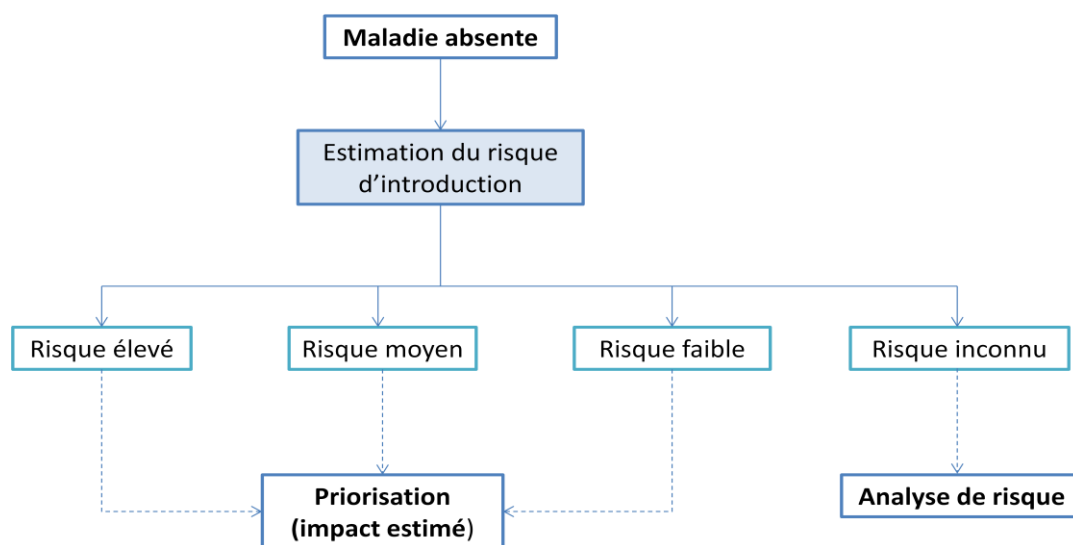 Maladie absente
Estimation du risque
d’introduction
Risque élevé
Risque moyen
Risque faible
Risque inconnu
Priorisation
(impact estimé)
Analyse de risque